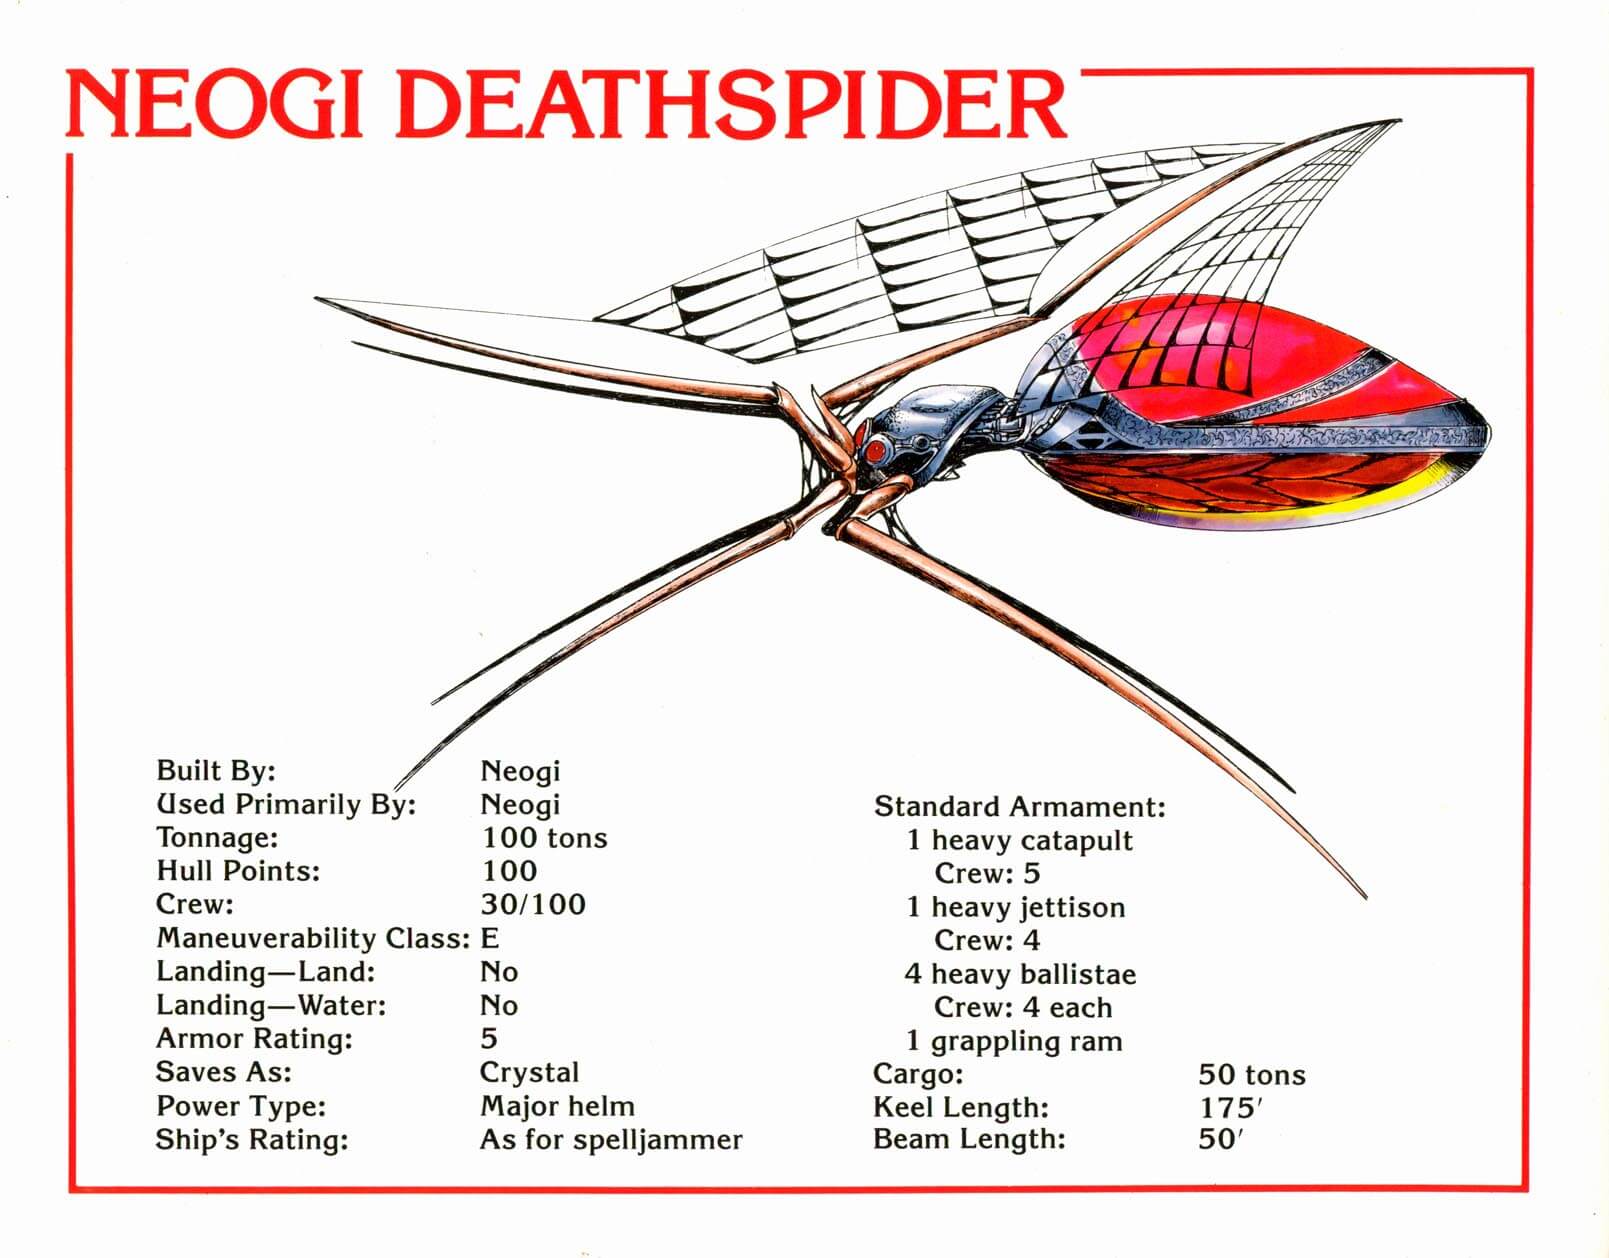 NEOGI DEATHSPIDER
Built By: Neogi
Used Primarily By: Neogi
Tonnage: 100 tons
Hull Points: 100
Crew: 30/100
Maneuverability Class: E
Landing—Land: No
Landing—Water: No
Armor Rating: 5
Saves As: Crystal
Power Type: Major helm
Ship's Rating: As for spelljammer
Standard Armament:
1 heavy catapult
Crew: 5
1 heavy jettison
Crew: 4
4 heavy ballistae
Crew: 4 each
1 grappling ram
Cargo: 50 tons
Keel Length: 175'
Beam Length: 50'